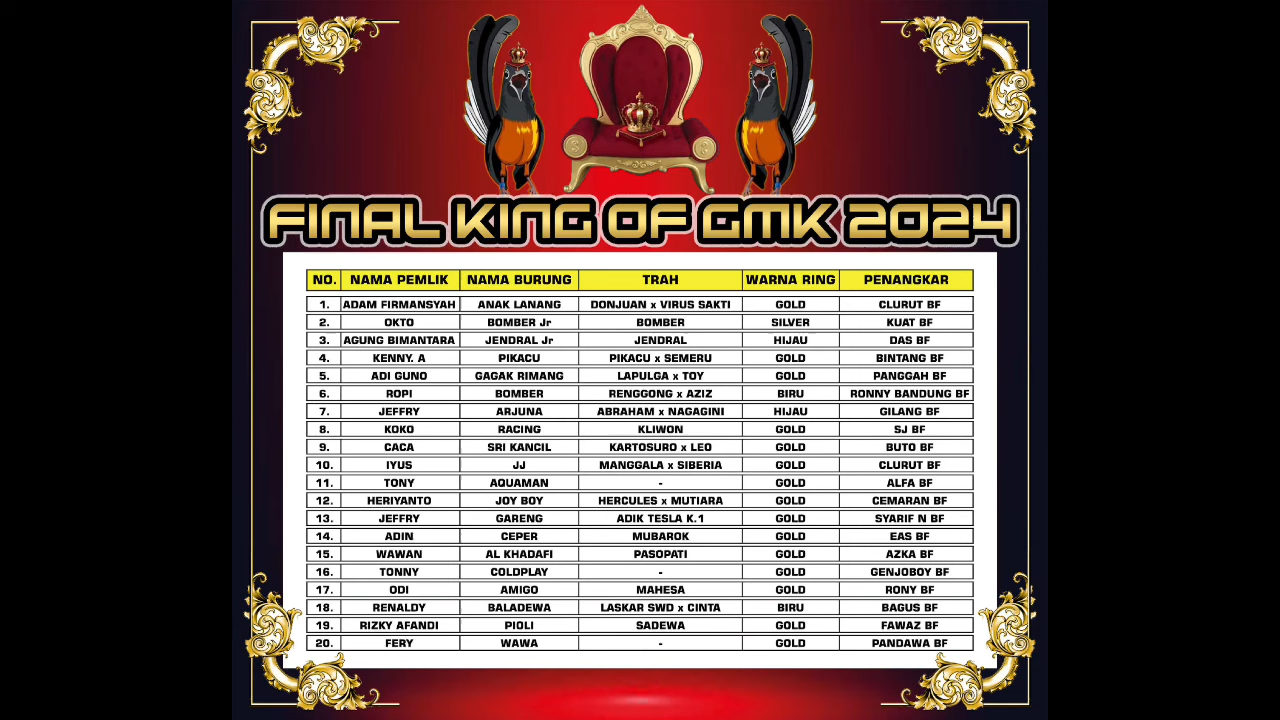 FINAL KING OF GMK 2024
NO. NAMA PEMLIK NAMA BURUNG TRAH WARNA RING PENANGKAR
1. ADAM FIRMANSYAH ANAK LANANG DONJUAN x VIRUS SAKTI GOLD CLURUT BF
2. OKTO BOMBER Jr BOMBER SILVER KUAT BF
3. AGUNG BIMANTARA JENDRAL Jr JENDRAL HIJAU DAS BF
4. KENNY. A PIKACU PIKACU x SEMERU GOLD BINTANG BF
5. ADI GUNO GAGAK RIMANG LAPULGA x TOY GOLD PANGGAH BF
6. ROPI BOMBER RENGGONG x AZIZ BIRU RONNY BANDUNG BF
7. JEFFRY ARJUNA ABRAHAM x NAGAGINI HIJAU GILANG BF
8. KOKO RACING KLIWON GOLD SJ BF
9. CACA SRI KANCIL KARTOSURO x LEO GOLD BUTO BF
10. IYUS JJ MANGGALA x SIBERIA GOLD CLURUT BF
11. TONY AQUAMAN - GOLD ALFA BF
12. HERIYANTO JOY BOY HERCULES x MUTIARA GOLD CEMARAN BF
13. JEFFRY GARENG ADIK TESLA K.1 GOLD SYARIF N BF
14. ADIN CEPER MUBAROK GOLD EAS BF
15. WAWAN AL KHADAFI PASOPATI GOLD AZKA BF
16. TONNY COLDPLAY - GOLD GENJOBOY BF
17. ODI AMIGO MAHESA GOLD RONY BF
18. RENALDY BALADEWA LASKAR SWD x CINTA BIRU BAGUS BF
19. RIZKY AFANDI PIOLI SADEWA GOLD FAWAZ BF
20. FERY WAWA - GOLD PANDAWA BF